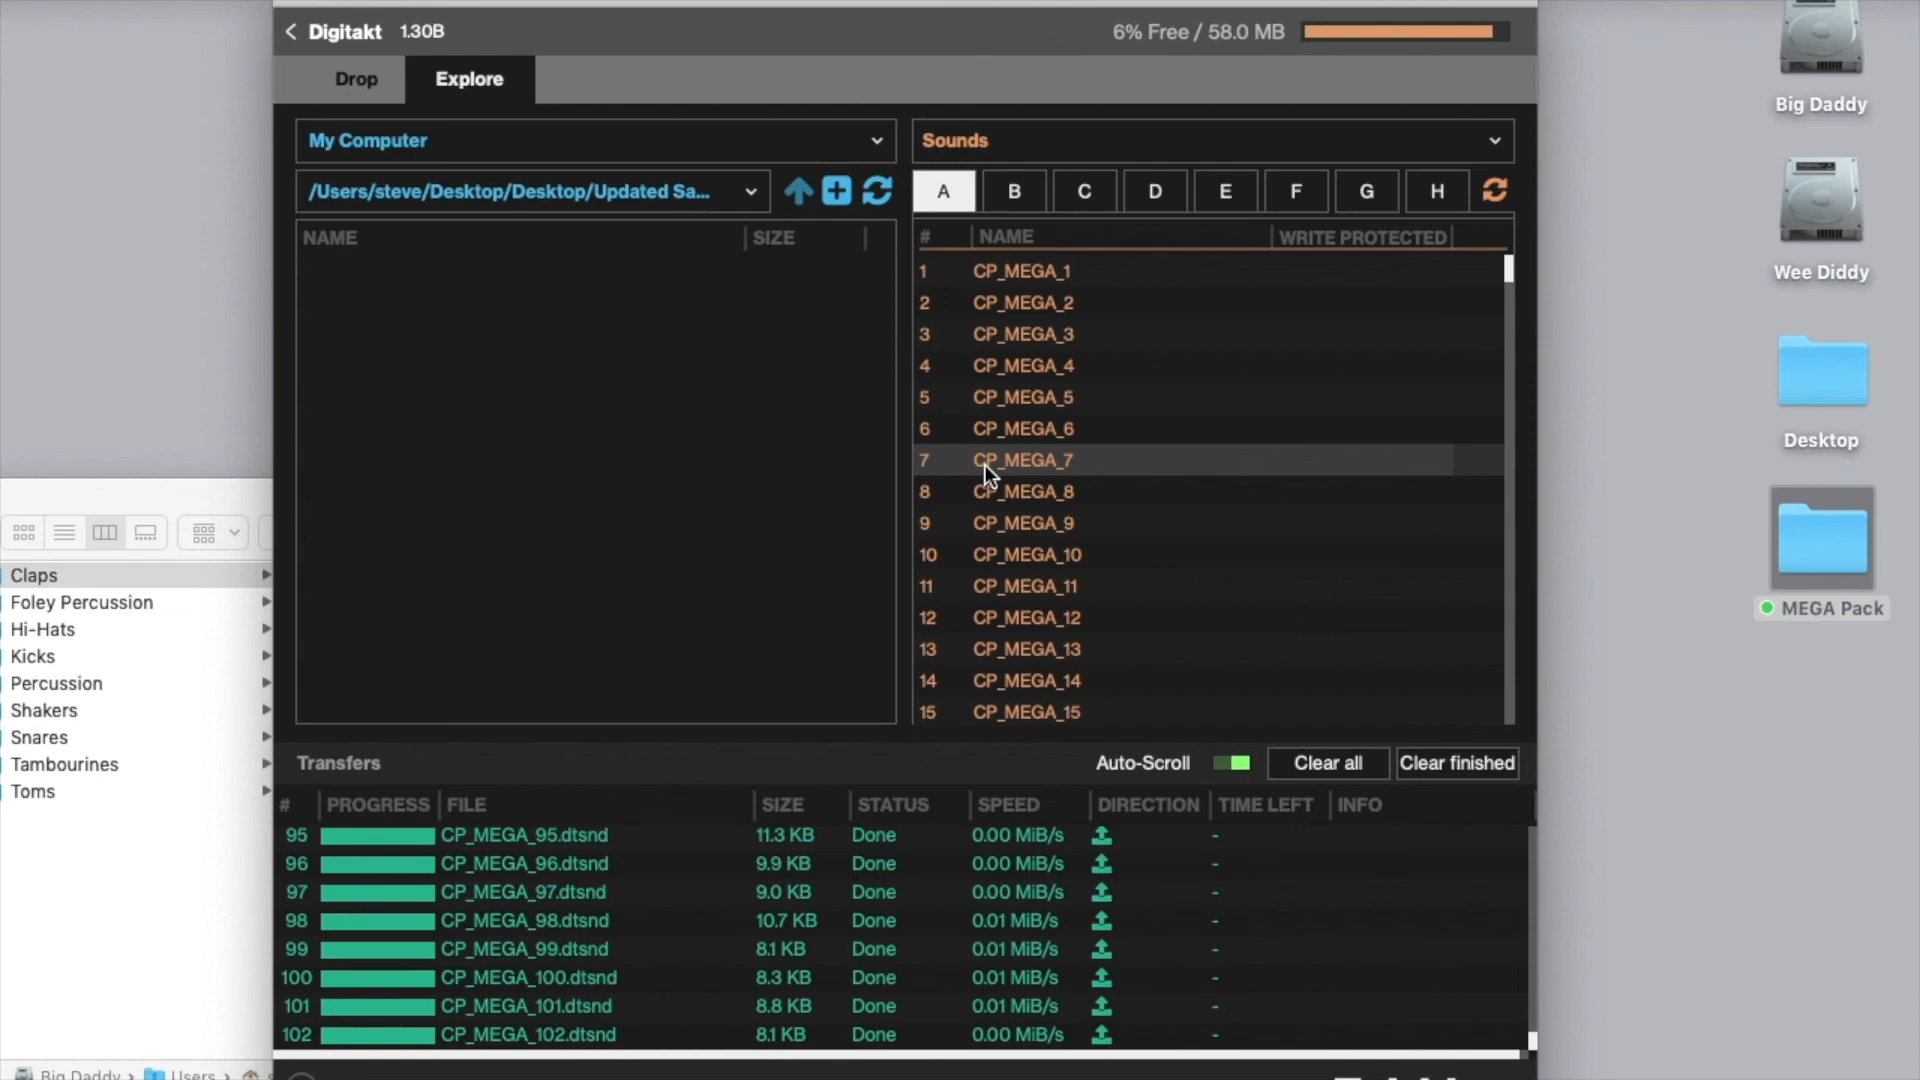 Digitakt 1.30B 6% Free / 58.0 MB
Drop Explore
My Computer Sounds
/Users/steve/Desktop/Desktop/Updated Sa... A B C D E F G H
NAME SIZE # NAME WRITE PROTECTED
1 CP_MEGA_1
2 CP_MEGA_2
3 CP_MEGA_3
4 CP_MEGA_4
5 CP_MEGA_5
6 CP_MEGA_6
7 CP_MEGA_7
8 CP_MEGA_8
9 CP_MEGA_9
10 CP_MEGA_10
11 CP_MEGA_11
12 CP_MEGA_12
13 CP_MEGA_13
14 CP_MEGA_14
15 CP_MEGA_15
Transfers Auto-Scroll Clear all Clear finished
# PROGRESS FILE SIZE STATUS SPEED DIRECTION TIME LEFT INFO
95 CP_MEGA_95.dtsnd 11.3 KB Done 0.00 MiB/s -
96 CP_MEGA_96.dtsnd 9.9 KB Done 0.00 MiB/s -
97 CP_MEGA_97.dtsnd 9.0 KB Done 0.00 MiB/s -
98 CP_MEGA_98.dtsnd 10.7 KB Done 0.01 MiB/s -
99 CP_MEGA_99.dtsnd 8.1 KB Done 0.01 MiB/s -
100 CP_MEGA_100.dtsnd 8.3 KB Done 0.01 MiB/s -
101 CP_MEGA_101.dtsnd 8.8 KB Done 0.01 MiB/s -
102 CP_MEGA_102.dtsnd 8.1 KB Done 0.00 MiB/s -
Claps
Foley Percussion
Hi-Hats
Kicks
Percussion
Shakers
Snares
Tambourines
Toms
Big Daddy › Users ›
Big Daddy
Wee Diddy
Desktop
MEGA Pack